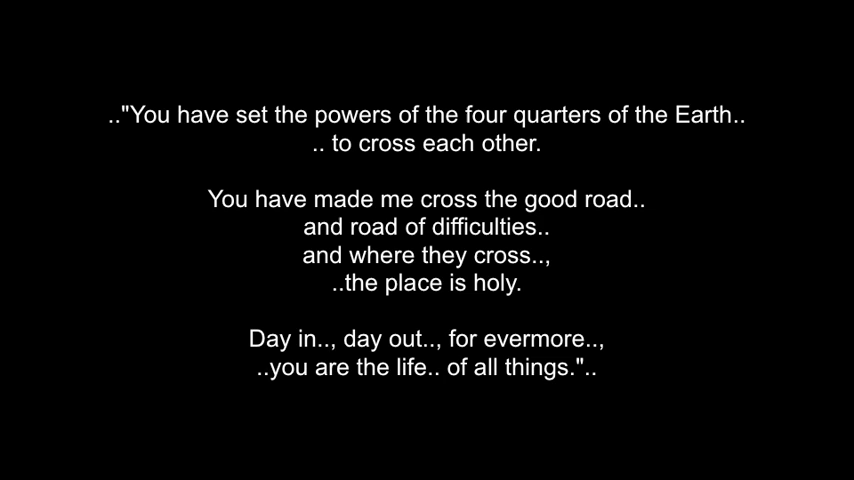 .."You have set the powers of the four quarters of the Earth..
.. to cross each other.
You have made me cross the good road..
and road of difficulties..
and where they cross..,
..the place is holy.
Day in.., day out.., for evermore..,
..you are the life.. of all things."..